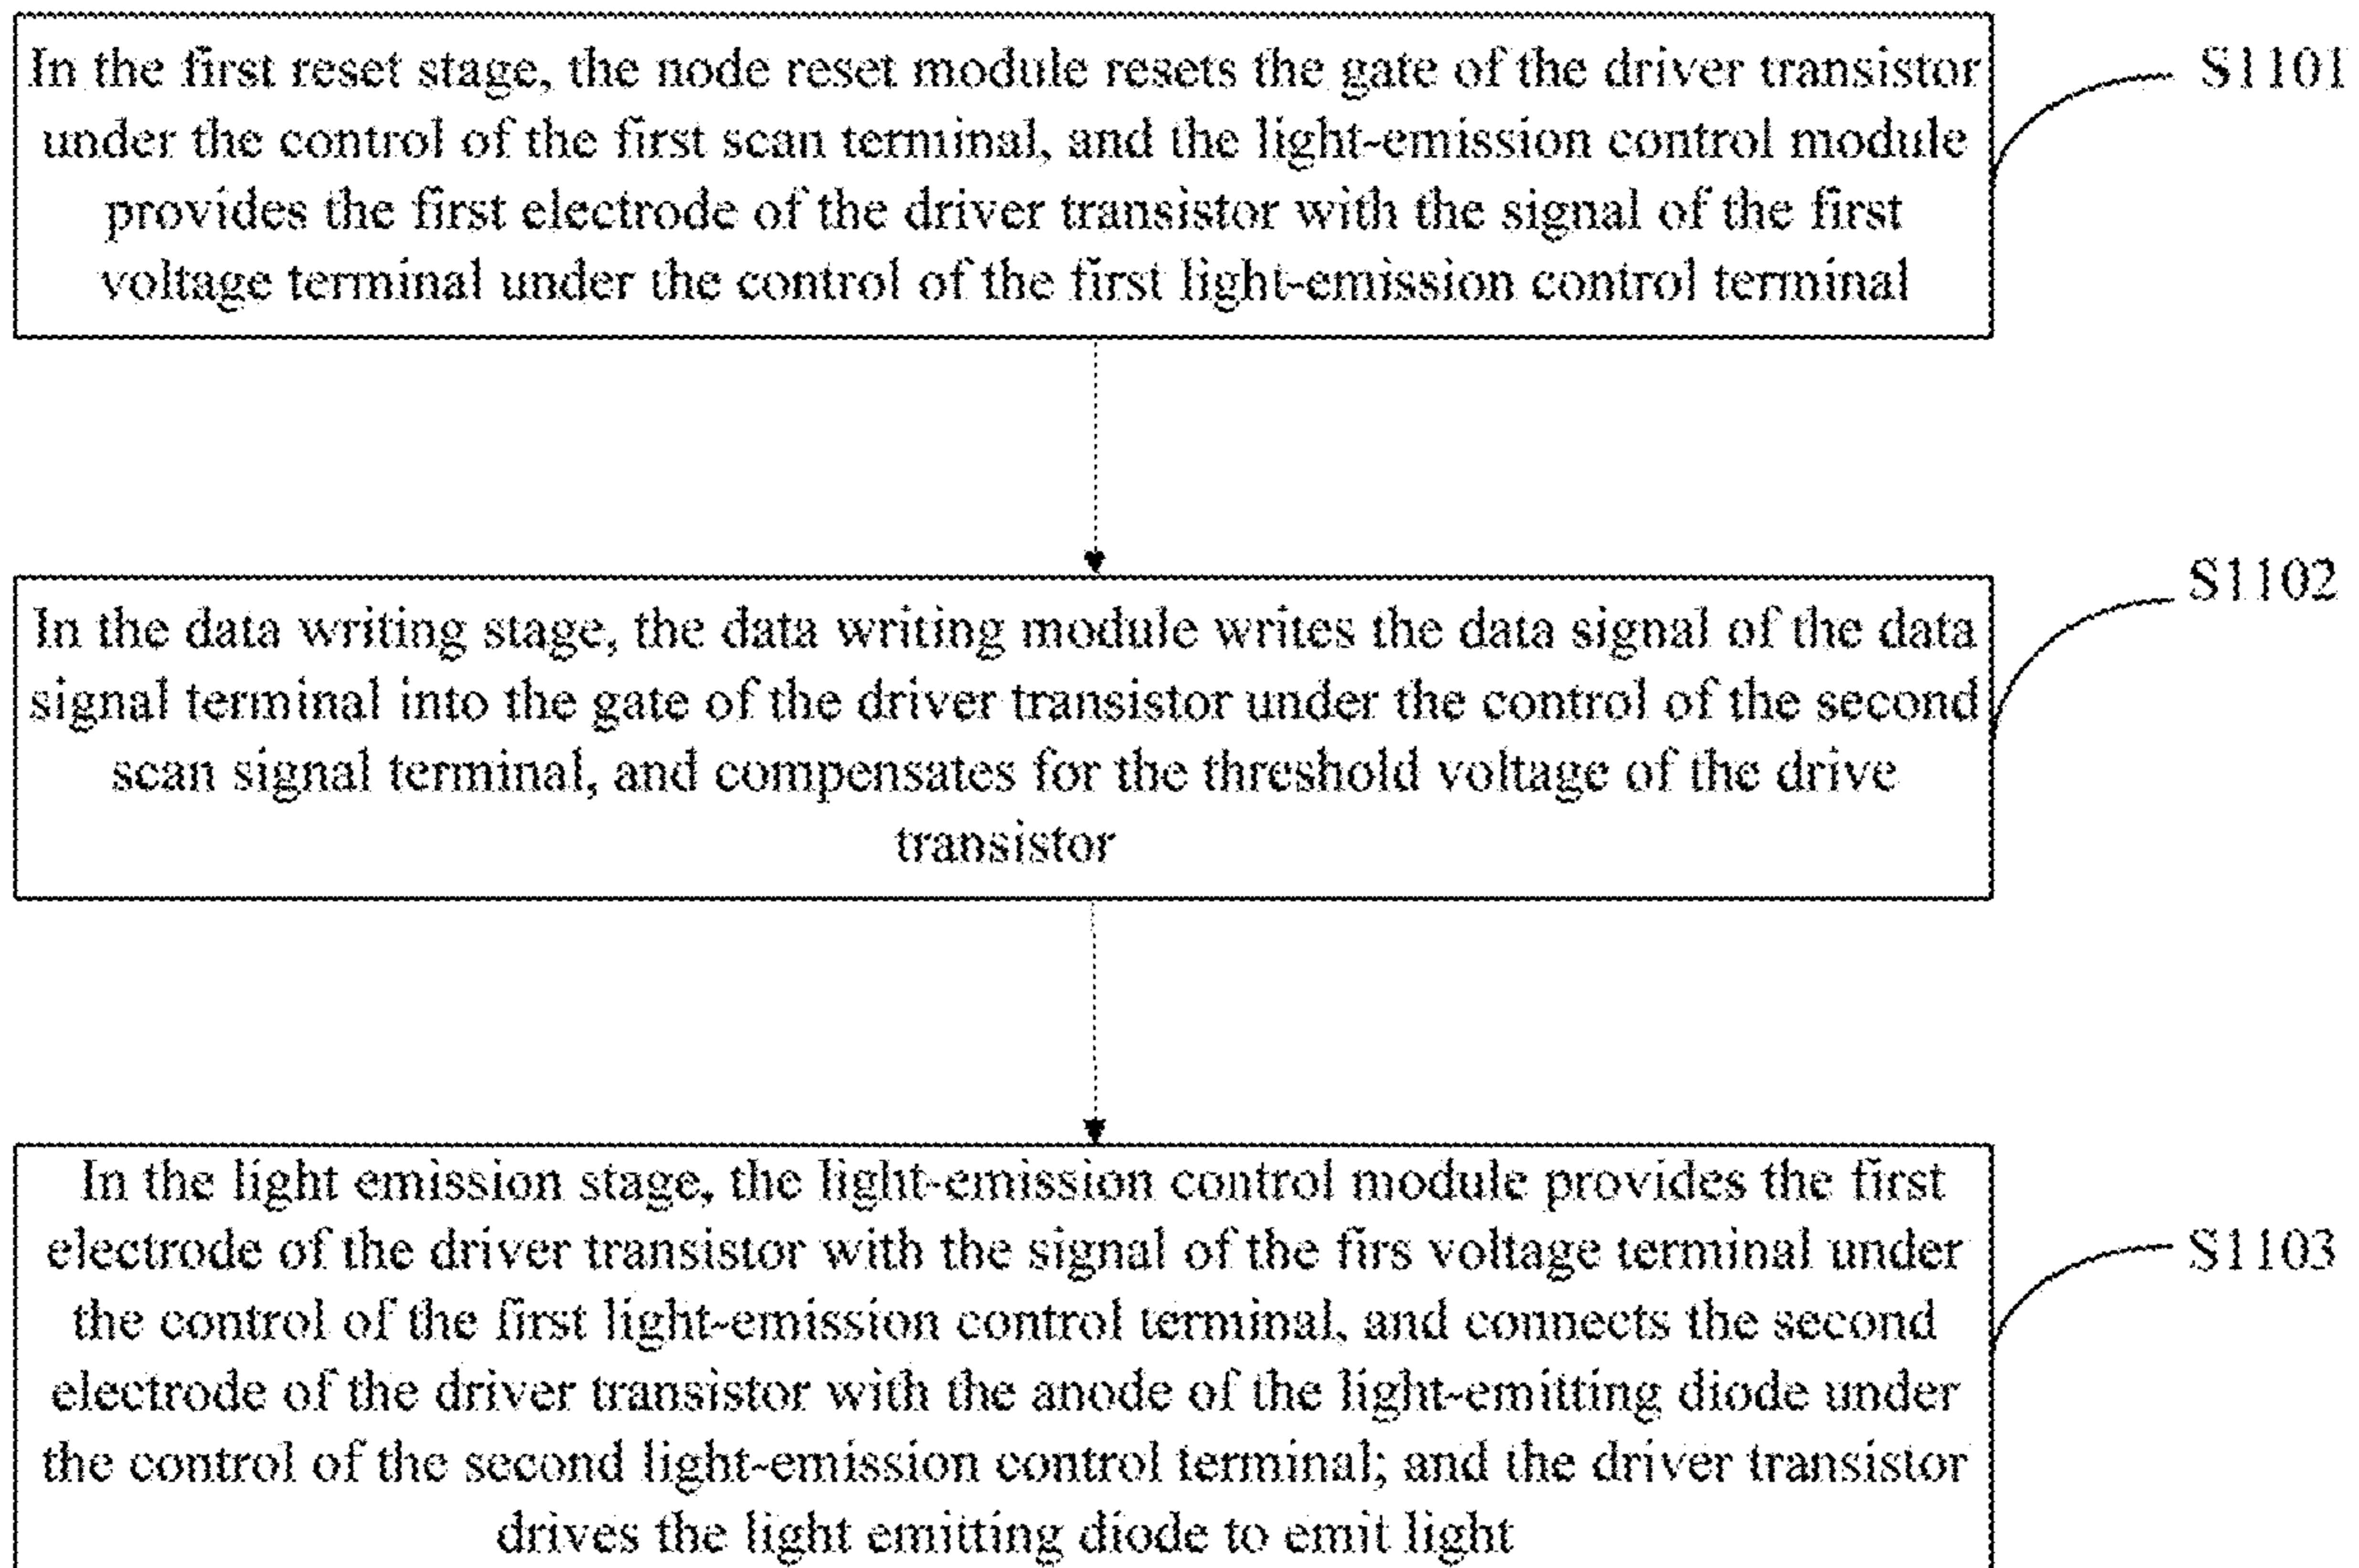 In the first reset stage, the node reset module resets the gate of the driver transistor
under the control of the first scan terminal, and the light-emission control module
provides the first electrode of the driver transistor with the signal of the first
voltage terminal under the control of the first light-emission control terminal
S1101
In the data writing stage, the data writing module writes the data signal of the data
signal terminal into the gate of the driver transistor under the control of the second
scan signal terminal, and compensates for the threshold voltage of the drive
transistor
S1102
In the light emission stage, the light-emission control module provides the first
electrode of the driver transistor with the signal of the firs voltage terminal under
the control of the first light-emission control terminal, and connects the second
electrode of the driver transistor with the anode of the light-emitting diode under
the control of the second light-emission control terminal; and the driver transistor
drives the light emitting diode to emit light
S1103